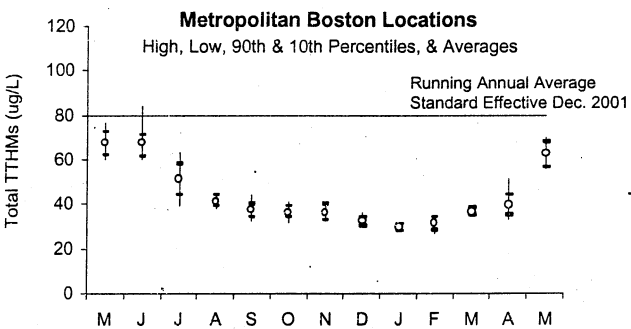 Metropolitan Boston Locations
High, Low, 90th & 10th Percentiles, & Averages
Running Annual Average
Standard Effective Dec. 2001
Total TTHMs (ug/L)
120
100
80
60
40
20
0
M J J A S O N D J F M A M